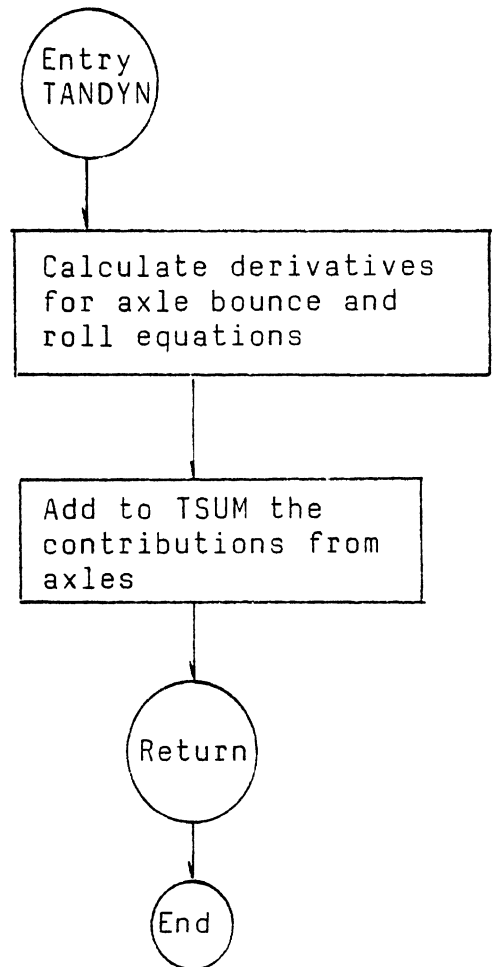 Entry
TANDYN
Calculate derivatives
for axle bounce and
roll equations
Add to TSUM the
contributions from
axles
Return
End